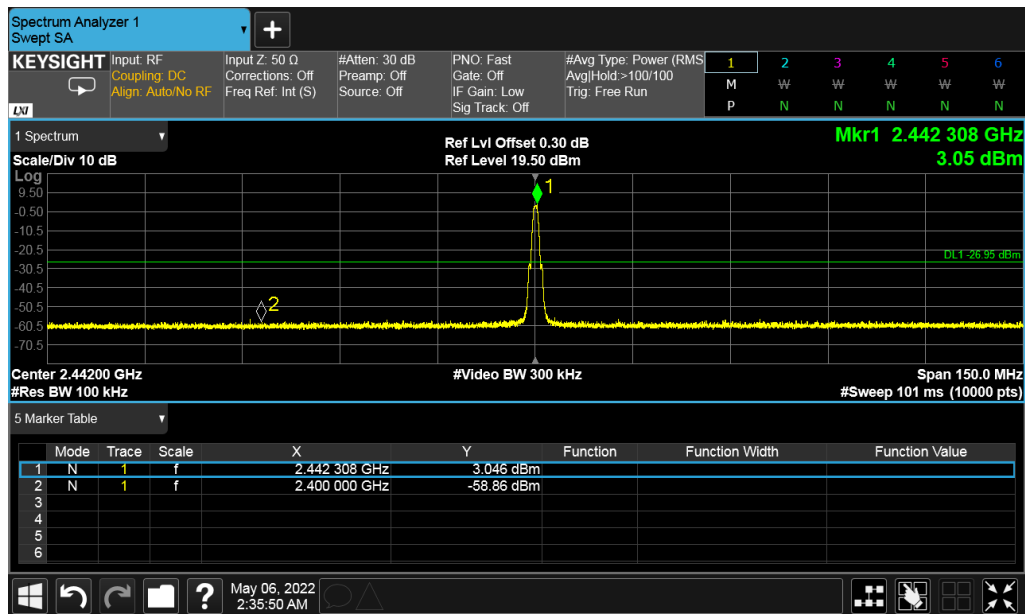 Spectrum Analyzer 1
Swept SA
+
KEYSIGHT
LXI
Input: RF
Coupling: DC
Align: Auto/No RF
Input Z: 50 Ω
Corrections: Off
Freq Ref: Int (S)
#Atten: 30 dB
Preamp: Off
Source: Off
PNO: Fast
Gate: Off
IF Gain: Low
Sig Track: Off
#Avg Type: Power (RMS
Avg|Hold:>100/100
Trig: Free Run
1 2 3 4 5 6
M W W W W W
P N N N N N
1 Spectrum
Scale/Div 10 dB
Ref Lvl Offset 0.30 dB
Ref Level 19.50 dBm
Mkr1 2.442 308 GHz
3.05 dBm
Log
9.50
-0.50
-10.5
-20.5
-30.5
-40.5
-50.5
-60.5
-70.5
1
2
DL1 -26.95 dBm
Center 2.44200 GHz
#Video BW 300 kHz
Span 150.0 MHz
#Res BW 100 kHz
#Sweep 101 ms (10000 pts)
5 Marker Table
Mode Trace Scale X Y Function Function Width Function Value
1 N 1 f 2.442 308 GHz 3.046 dBm
2 N 1 f 2.400 000 GHz -58.86 dBm
3
4
5
6
?
May 06, 2022
2:35:50 AM